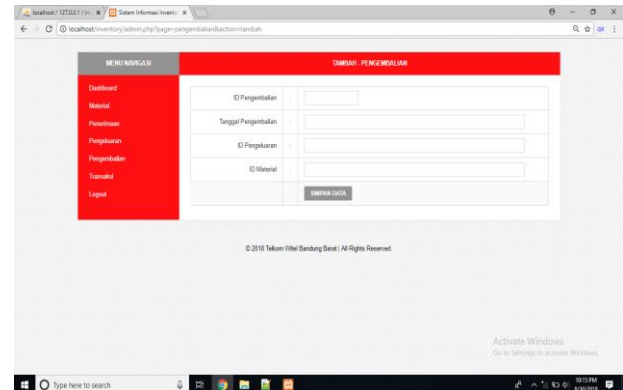 localhost / 127.0.0.1 / in
Sistem Informasi Invento
localhost/inventory/admin.php?page=pengembalian&action=tambah
MENU NAVIGASI
TAMBAH - PENGEMBALIAN
Dashboard
Material
Penerimaan
Pengeluaran
Pengembalian
Transaksi
Logout
ID Pengembalian :
Tanggal Pengembalian :
ID Pengeluaran :
ID Material :
SIMPAN DATA
© 2018 Telkom Witel Bandung Barat | All Rights Reserved.
Activate Windows
Go to Settings to activate Windows.
Type here to search
10:15 PM